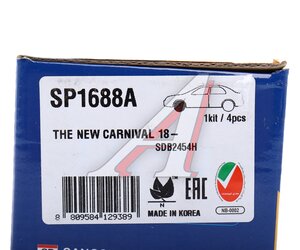 SP1688A
1kit / 4pcs
THE NEW CARNIVAL 18-
SDB2454H
8 809584 129389
N
MADE IN KOREA
EAC
NB-0002